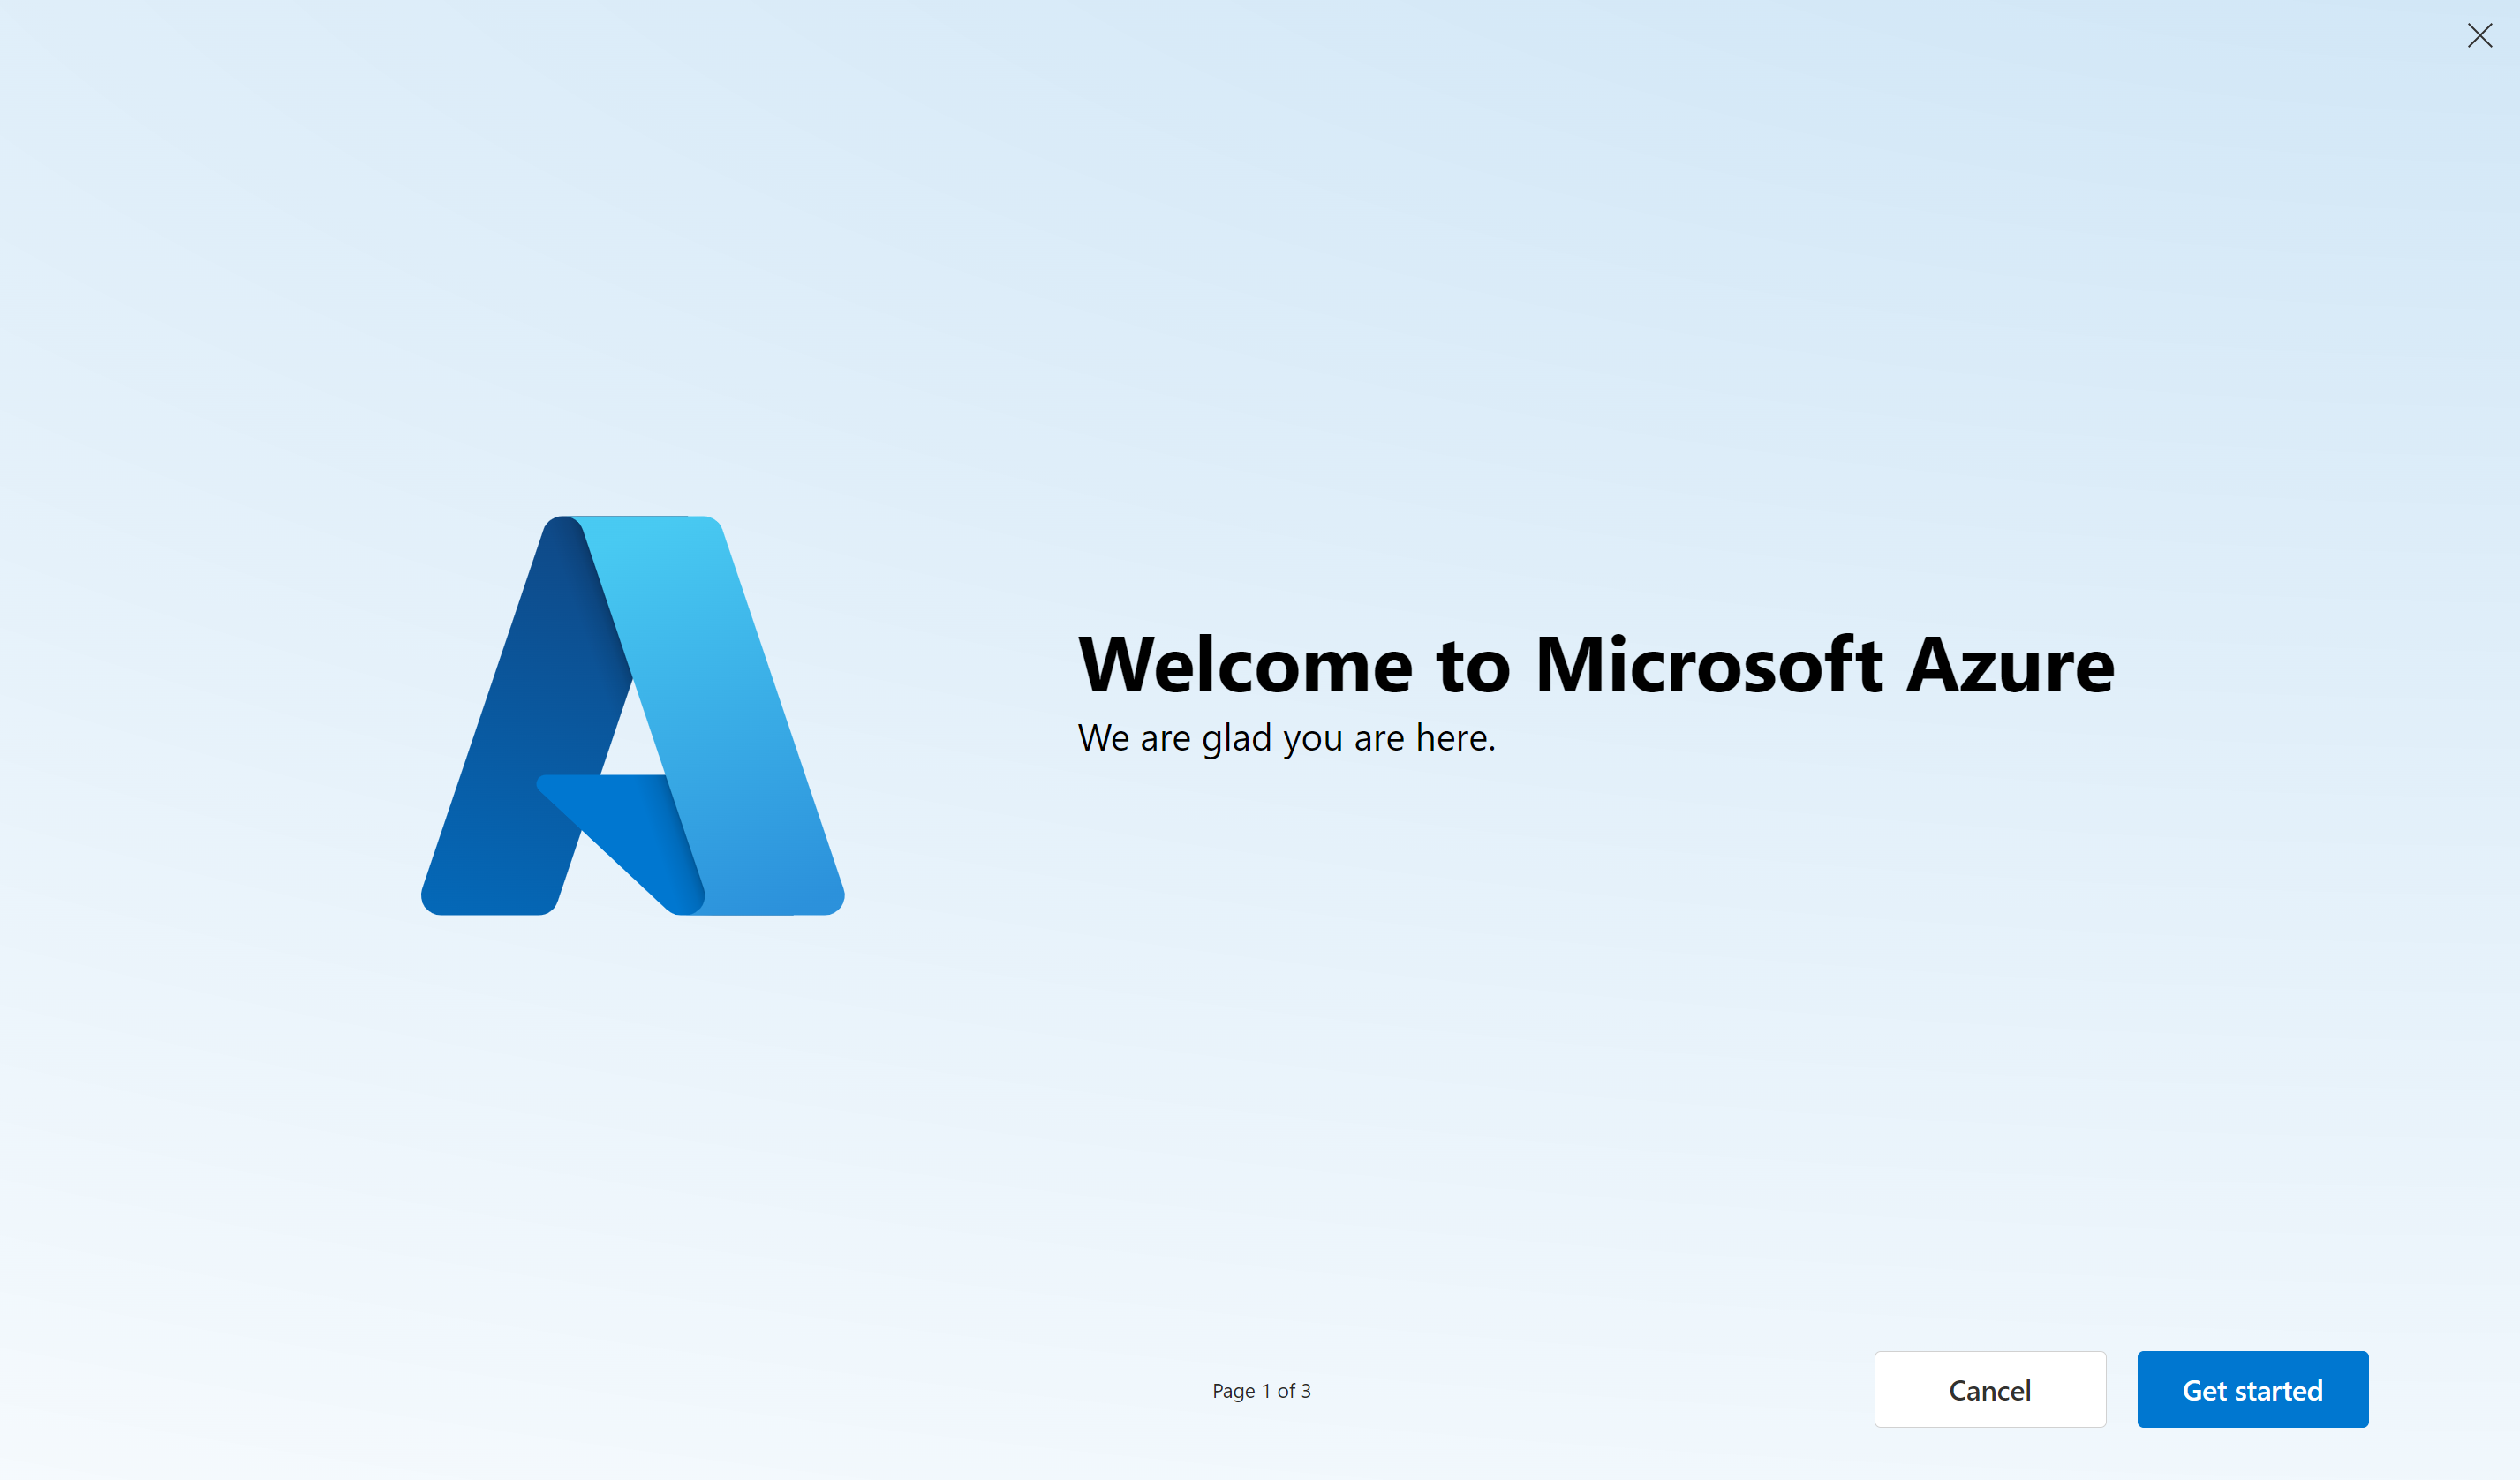 Welcome to Microsoft Azure
We are glad you are here.
Page 1 of 3
Cancel
Get started